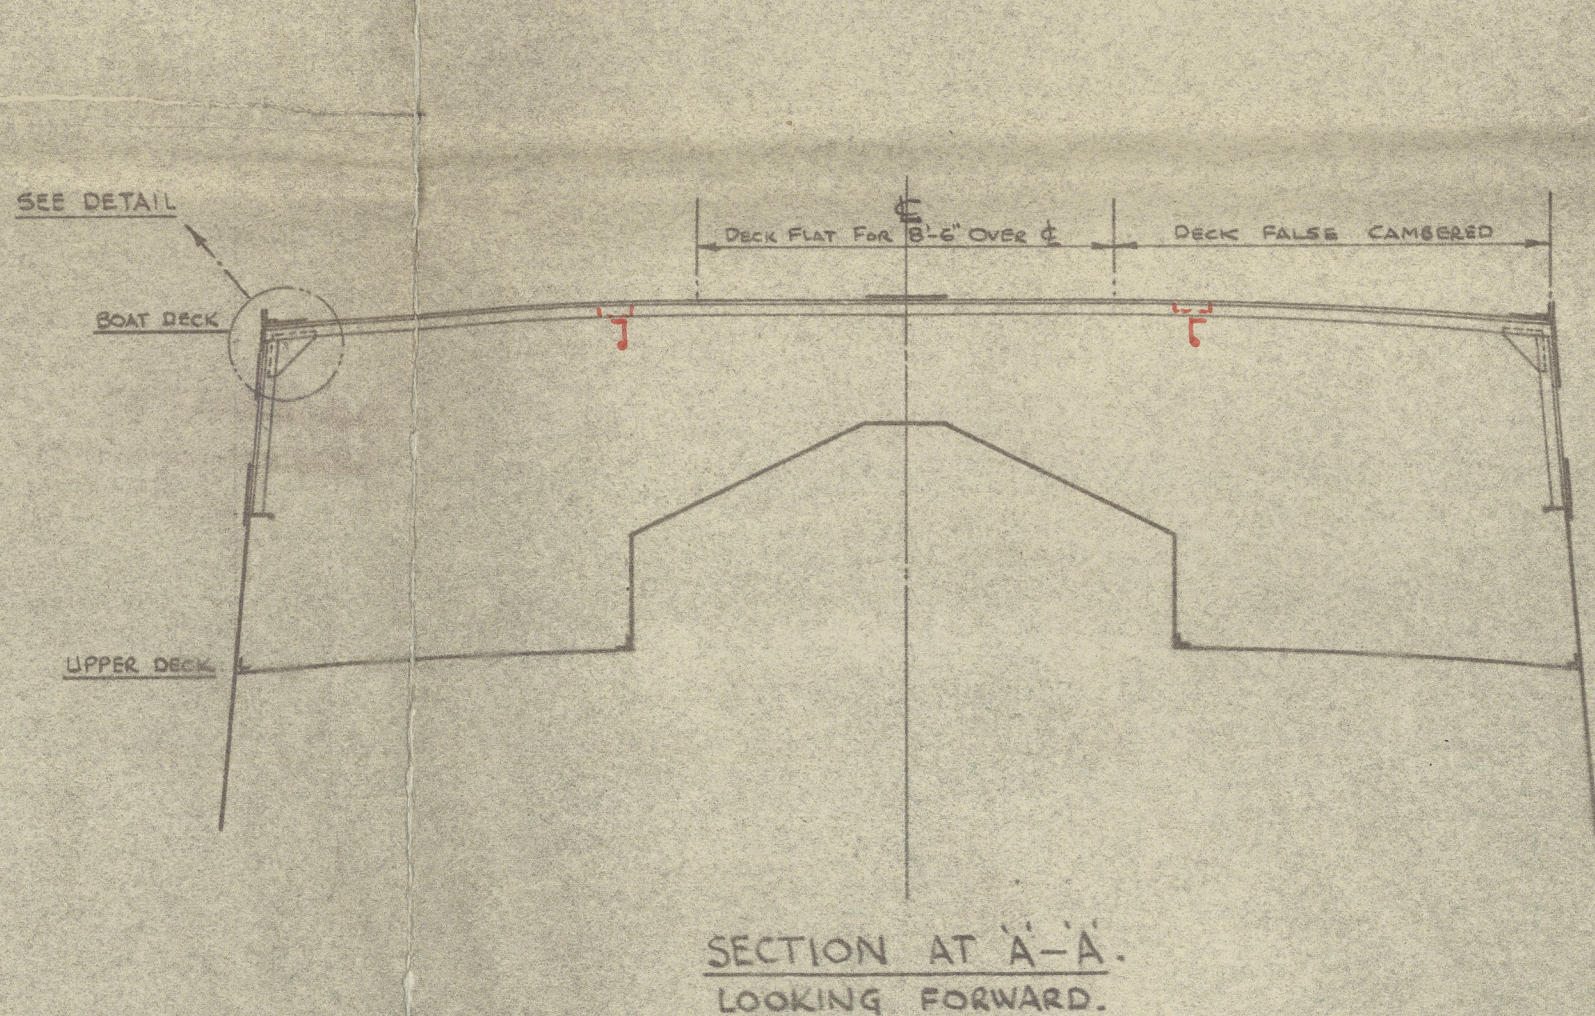 SEE DETAIL
℄
DECK FLAT FOR 8'-6" OVER ℄
DECK FALSE CAMBERED
BOAT DECK
UPPER DECK
SECTION AT 'A'-'A'.
LOOKING FORWARD.